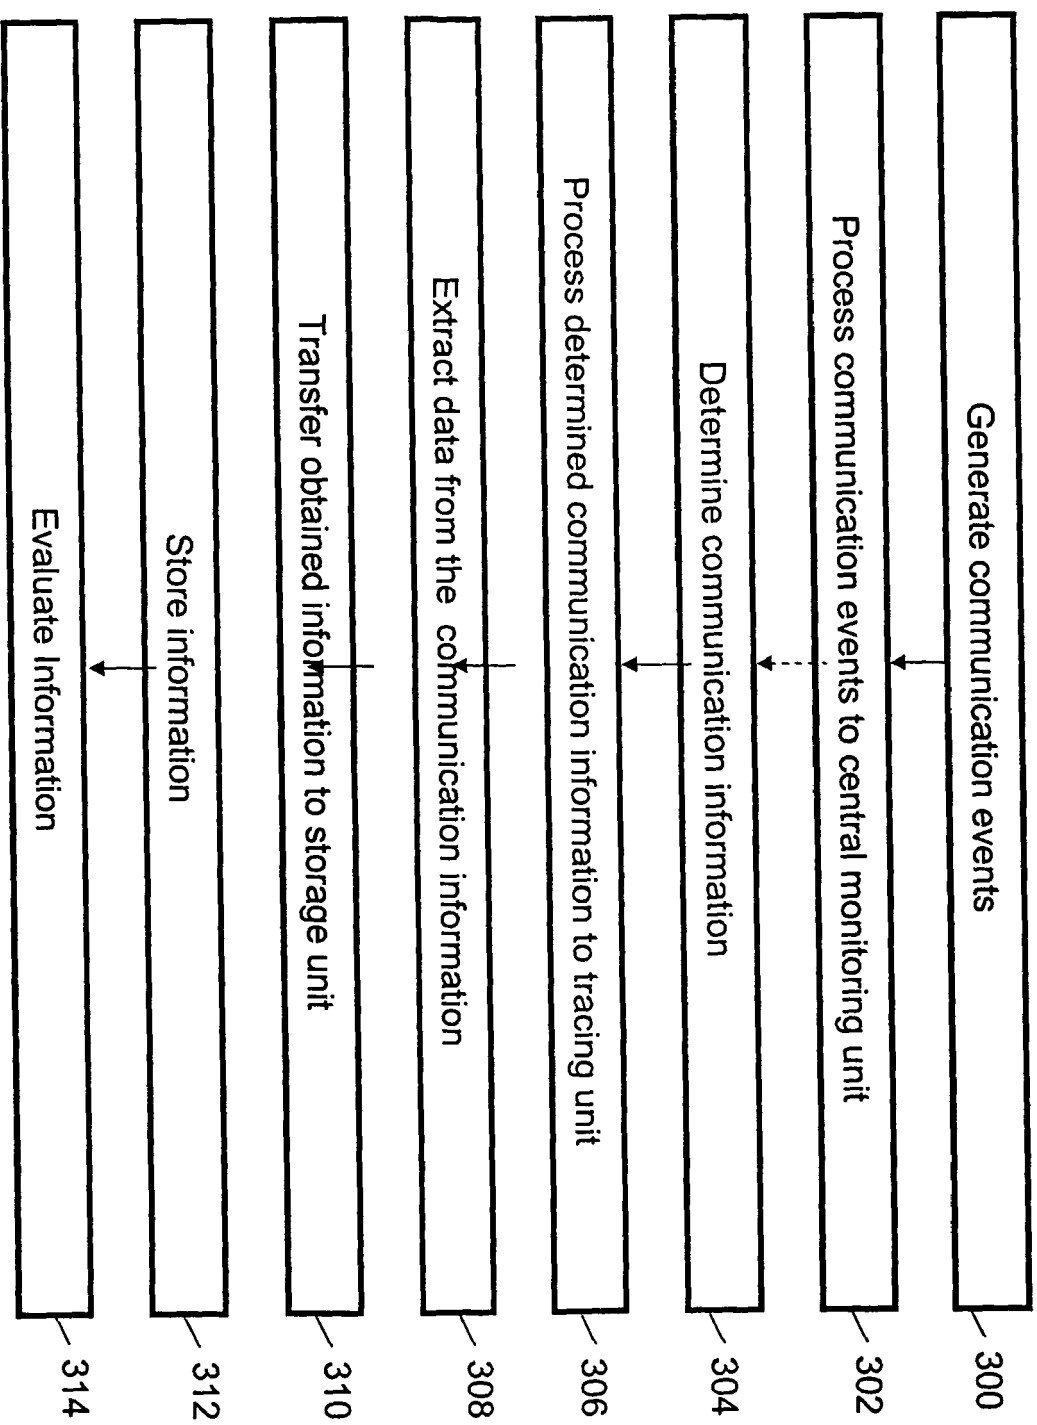 Generate communication events
300
Process communication events to central monitoring unit
302
Determine communication information
304
Process determined communication information to tracing unit
306
Extract data from the communication information
308
Transfer obtained information to storage unit
310
Store information
312
Evaluate Information
314